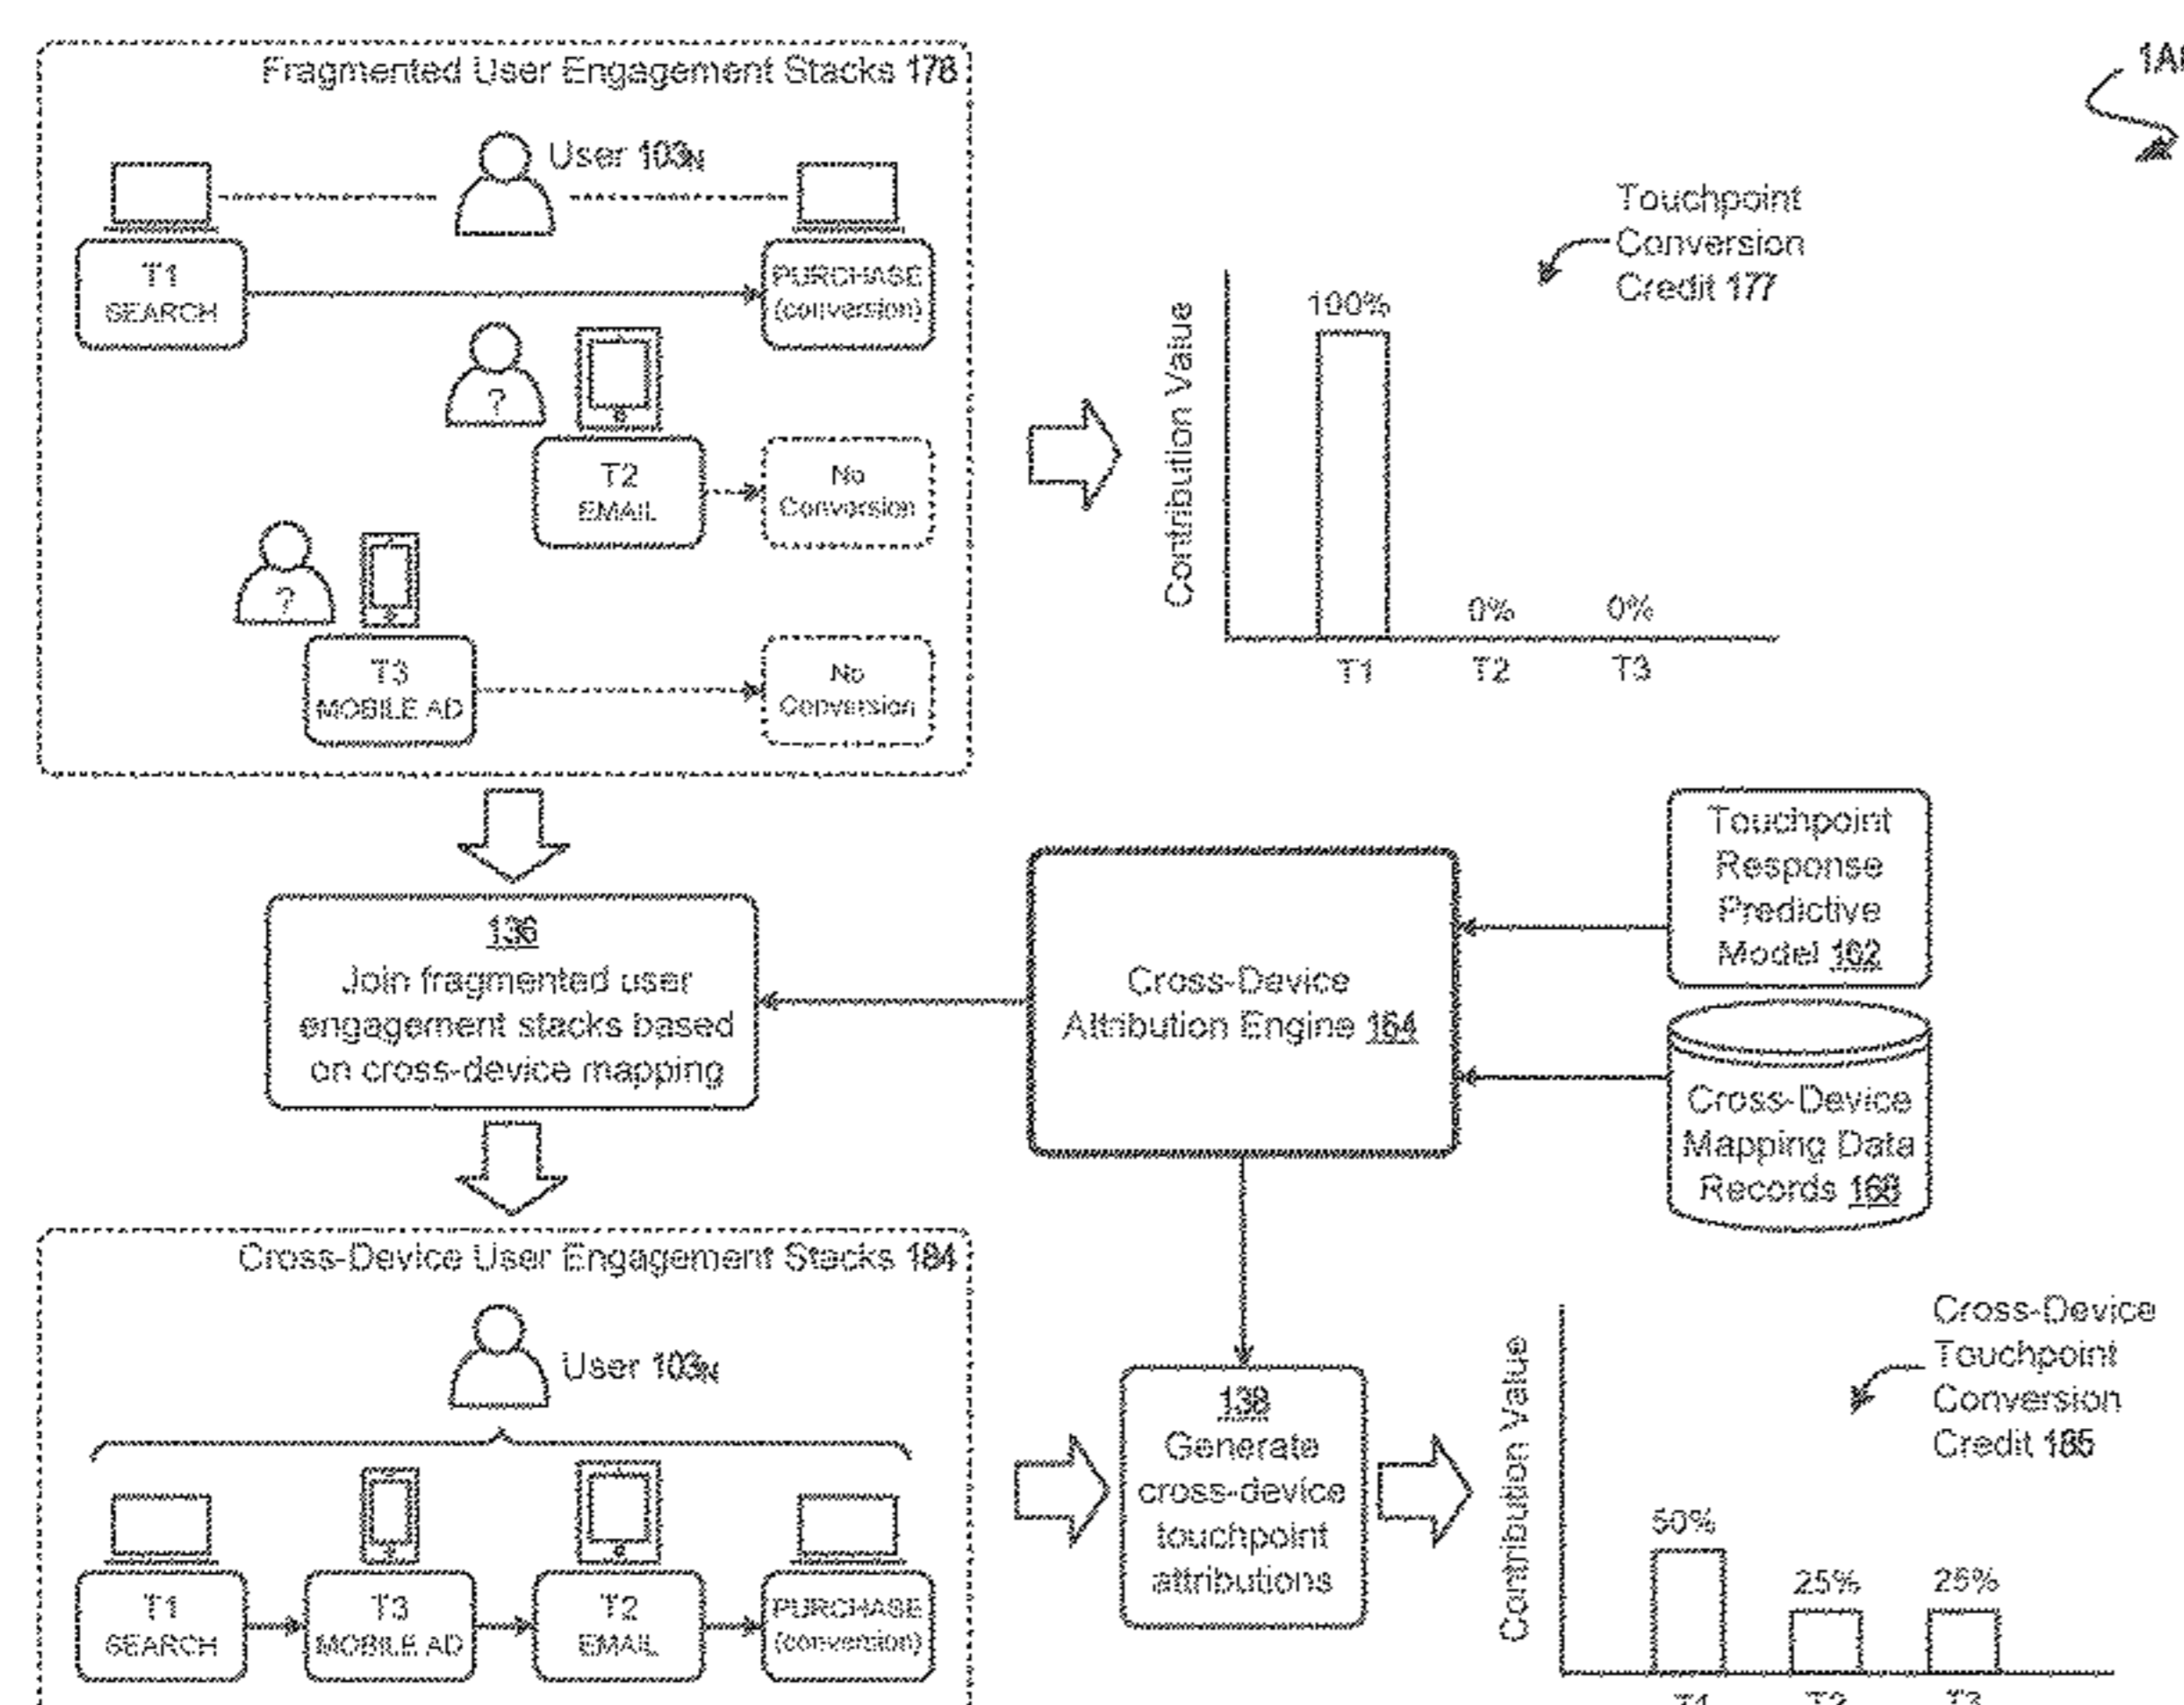 Fragmented User Engagement Stacks 176
User 103N
T1
SEARCH
PURCHASE
(conversion)
?
T2
EMAIL
No
Conversion
?
T3
MOBILE AD
No
Conversion
Touchpoint
Conversion
Credit 177
Contribution Value
100%
0%
0%
T1
T2
T3
136
Join fragmented user
engagement stacks based
on cross-device mapping
Cross-Device
Attribution Engine 164
Touchpoint
Response
Predictive
Model 162
Cross-Device
Mapping Data
Records 168
Cross-Device User Engagement Stacks 184
User 103N
T1
SEARCH
T3
MOBILE AD
T2
EMAIL
PURCHASE
(conversion)
138
Generate
cross-device
touchpoint
attributions
Cross-Device
Touchpoint
Conversion
Credit 185
Contribution Value
50%
25%
25%
T1
T2
T3